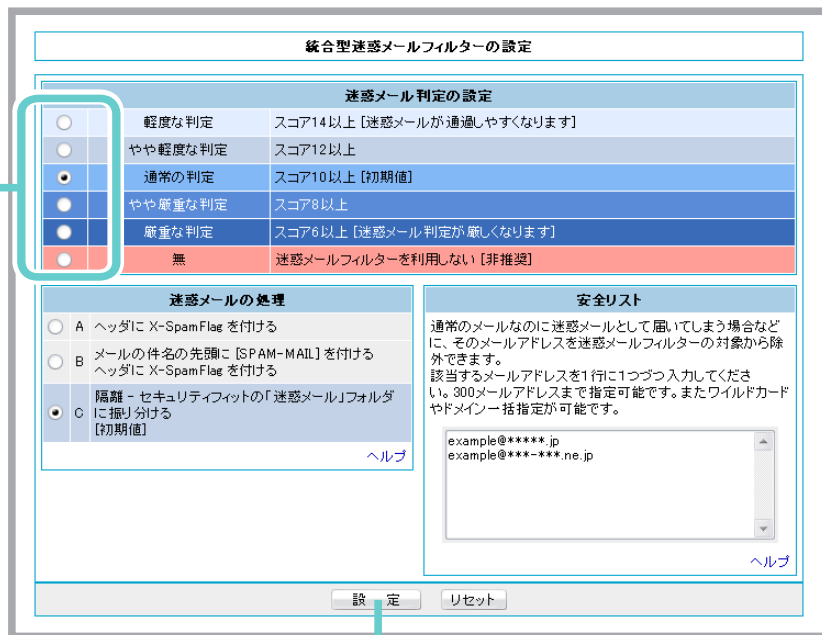 統合型迷惑メールフィルターの設定
迷惑メール判定の設定
軽度な判定 スコア14以上 [迷惑メールが通過しやすくなります]
やや軽度な判定 スコア12以上
通常の判定 スコア10以上 [初期値]
やや厳重な判定 スコア8以上
厳重な判定 スコア6以上 [迷惑メール判定が厳しくなります]
無 迷惑メールフィルターを利用しない [非推奨]
迷惑メールの処理
A ヘッダに X-SpamFlag を付ける
B メールの件名の先頭に [SPAM-MAIL] を付ける
ヘッダに X-SpamFlag を付ける
C 隔離 - セキュリティフィットの「迷惑メール」フォルダ
に振り分ける
[初期値]
ヘルプ
安全リスト
通常のメールなのに迷惑メールとして届いてしまう場合など
に、そのメールアドレスを迷惑メールフィルターの対象から除
外できます。
該当するメールアドレスを1行に1つづつ入力してくださ
い。300メールアドレスまで指定可能です。またワイルドカード
やドメイン一括指定が可能です。
example@*****.jp
example@***-***.ne.jp
ヘルプ
設 定 リセット